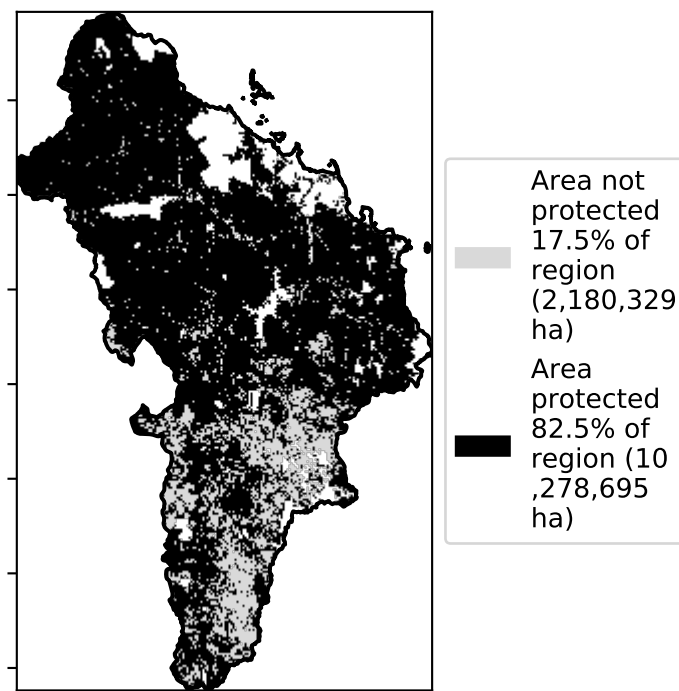 Area not
protected
17.5% of
region
(2,180,329
ha)
Area
protected
82.5% of
region (10
,278,695
ha)